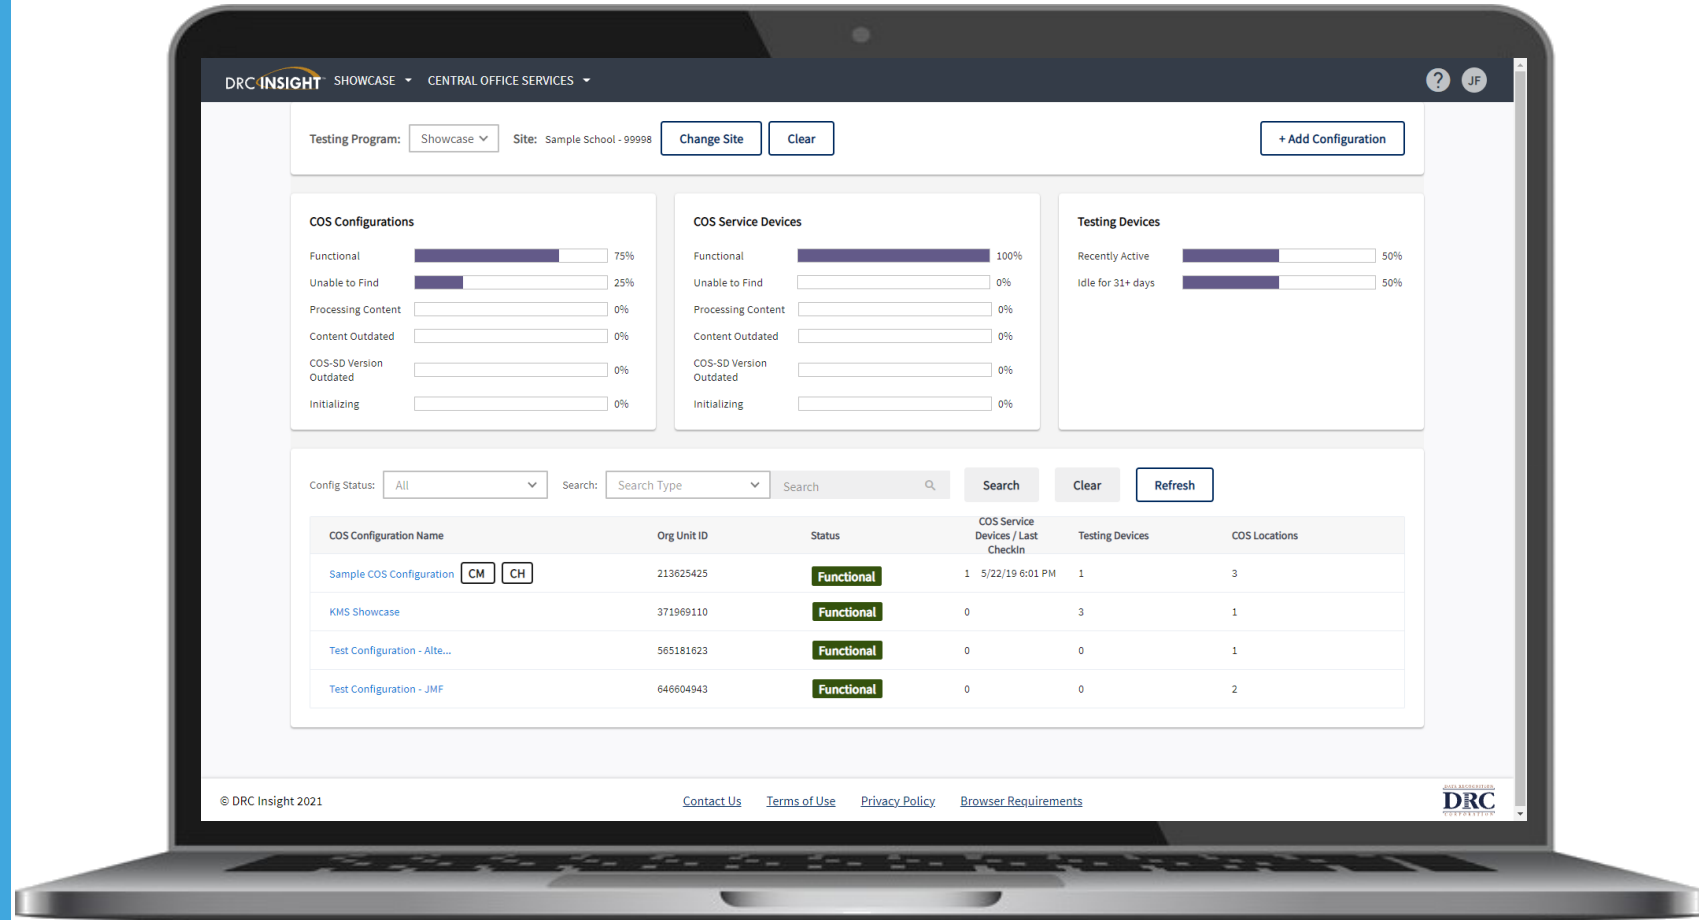 DRC INSIGHT SHOWCASE CENTRAL OFFICE SERVICES ? JF
Testing Program: Showcase Site: Sample School - 99998 Change Site Clear + Add Configuration
COS Configurations
Functional 75%
Unable to Find 25%
Processing Content 0%
Content Outdated 0%
COS-SD Version
Outdated 0%
Initializing 0%
COS Service Devices
Functional 100%
Unable to Find 0%
Processing Content 0%
Content Outdated 0%
COS-SD Version
Outdated 0%
Initializing 0%
Testing Devices
Recently Active 50%
Idle for 31+ days 50%
Config Status: All Search: Search Type Search Search Clear Refresh
COS Configuration Name Org Unit ID Status COS Service Devices / Last CheckIn Testing Devices COS Locations
Sample COS Configuration CM CH 213625425 Functional 1 5/22/19 6:01 PM 1 3
KMS Showcase 371969110 Functional 0 3 1
Test Configuration - Alte... 565181623 Functional 0 0 1
Test Configuration - JMF 646604943 Functional 0 0 2
© DRC Insight 2021 Contact Us Terms of Use Privacy Policy Browser Requirements
DATA RECOGNITION
DRC
CORPORATION